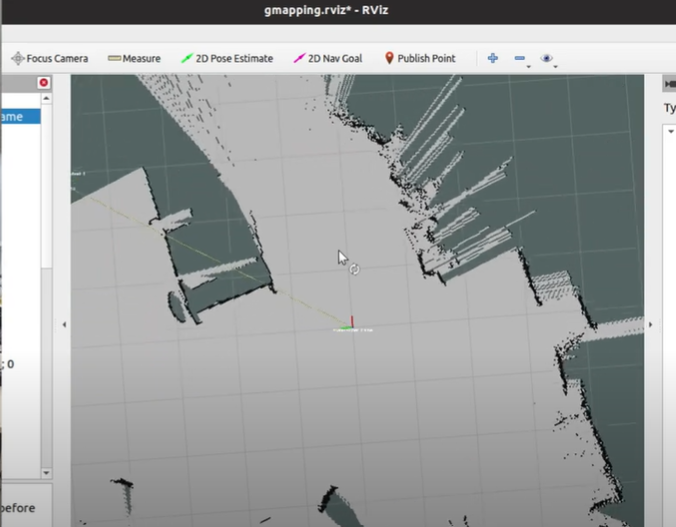 gmapping.rviz* - RViz
Focus Camera Measure 2D Pose Estimate 2D Nav Goal Publish Point
Ty
ame
; 0
efore